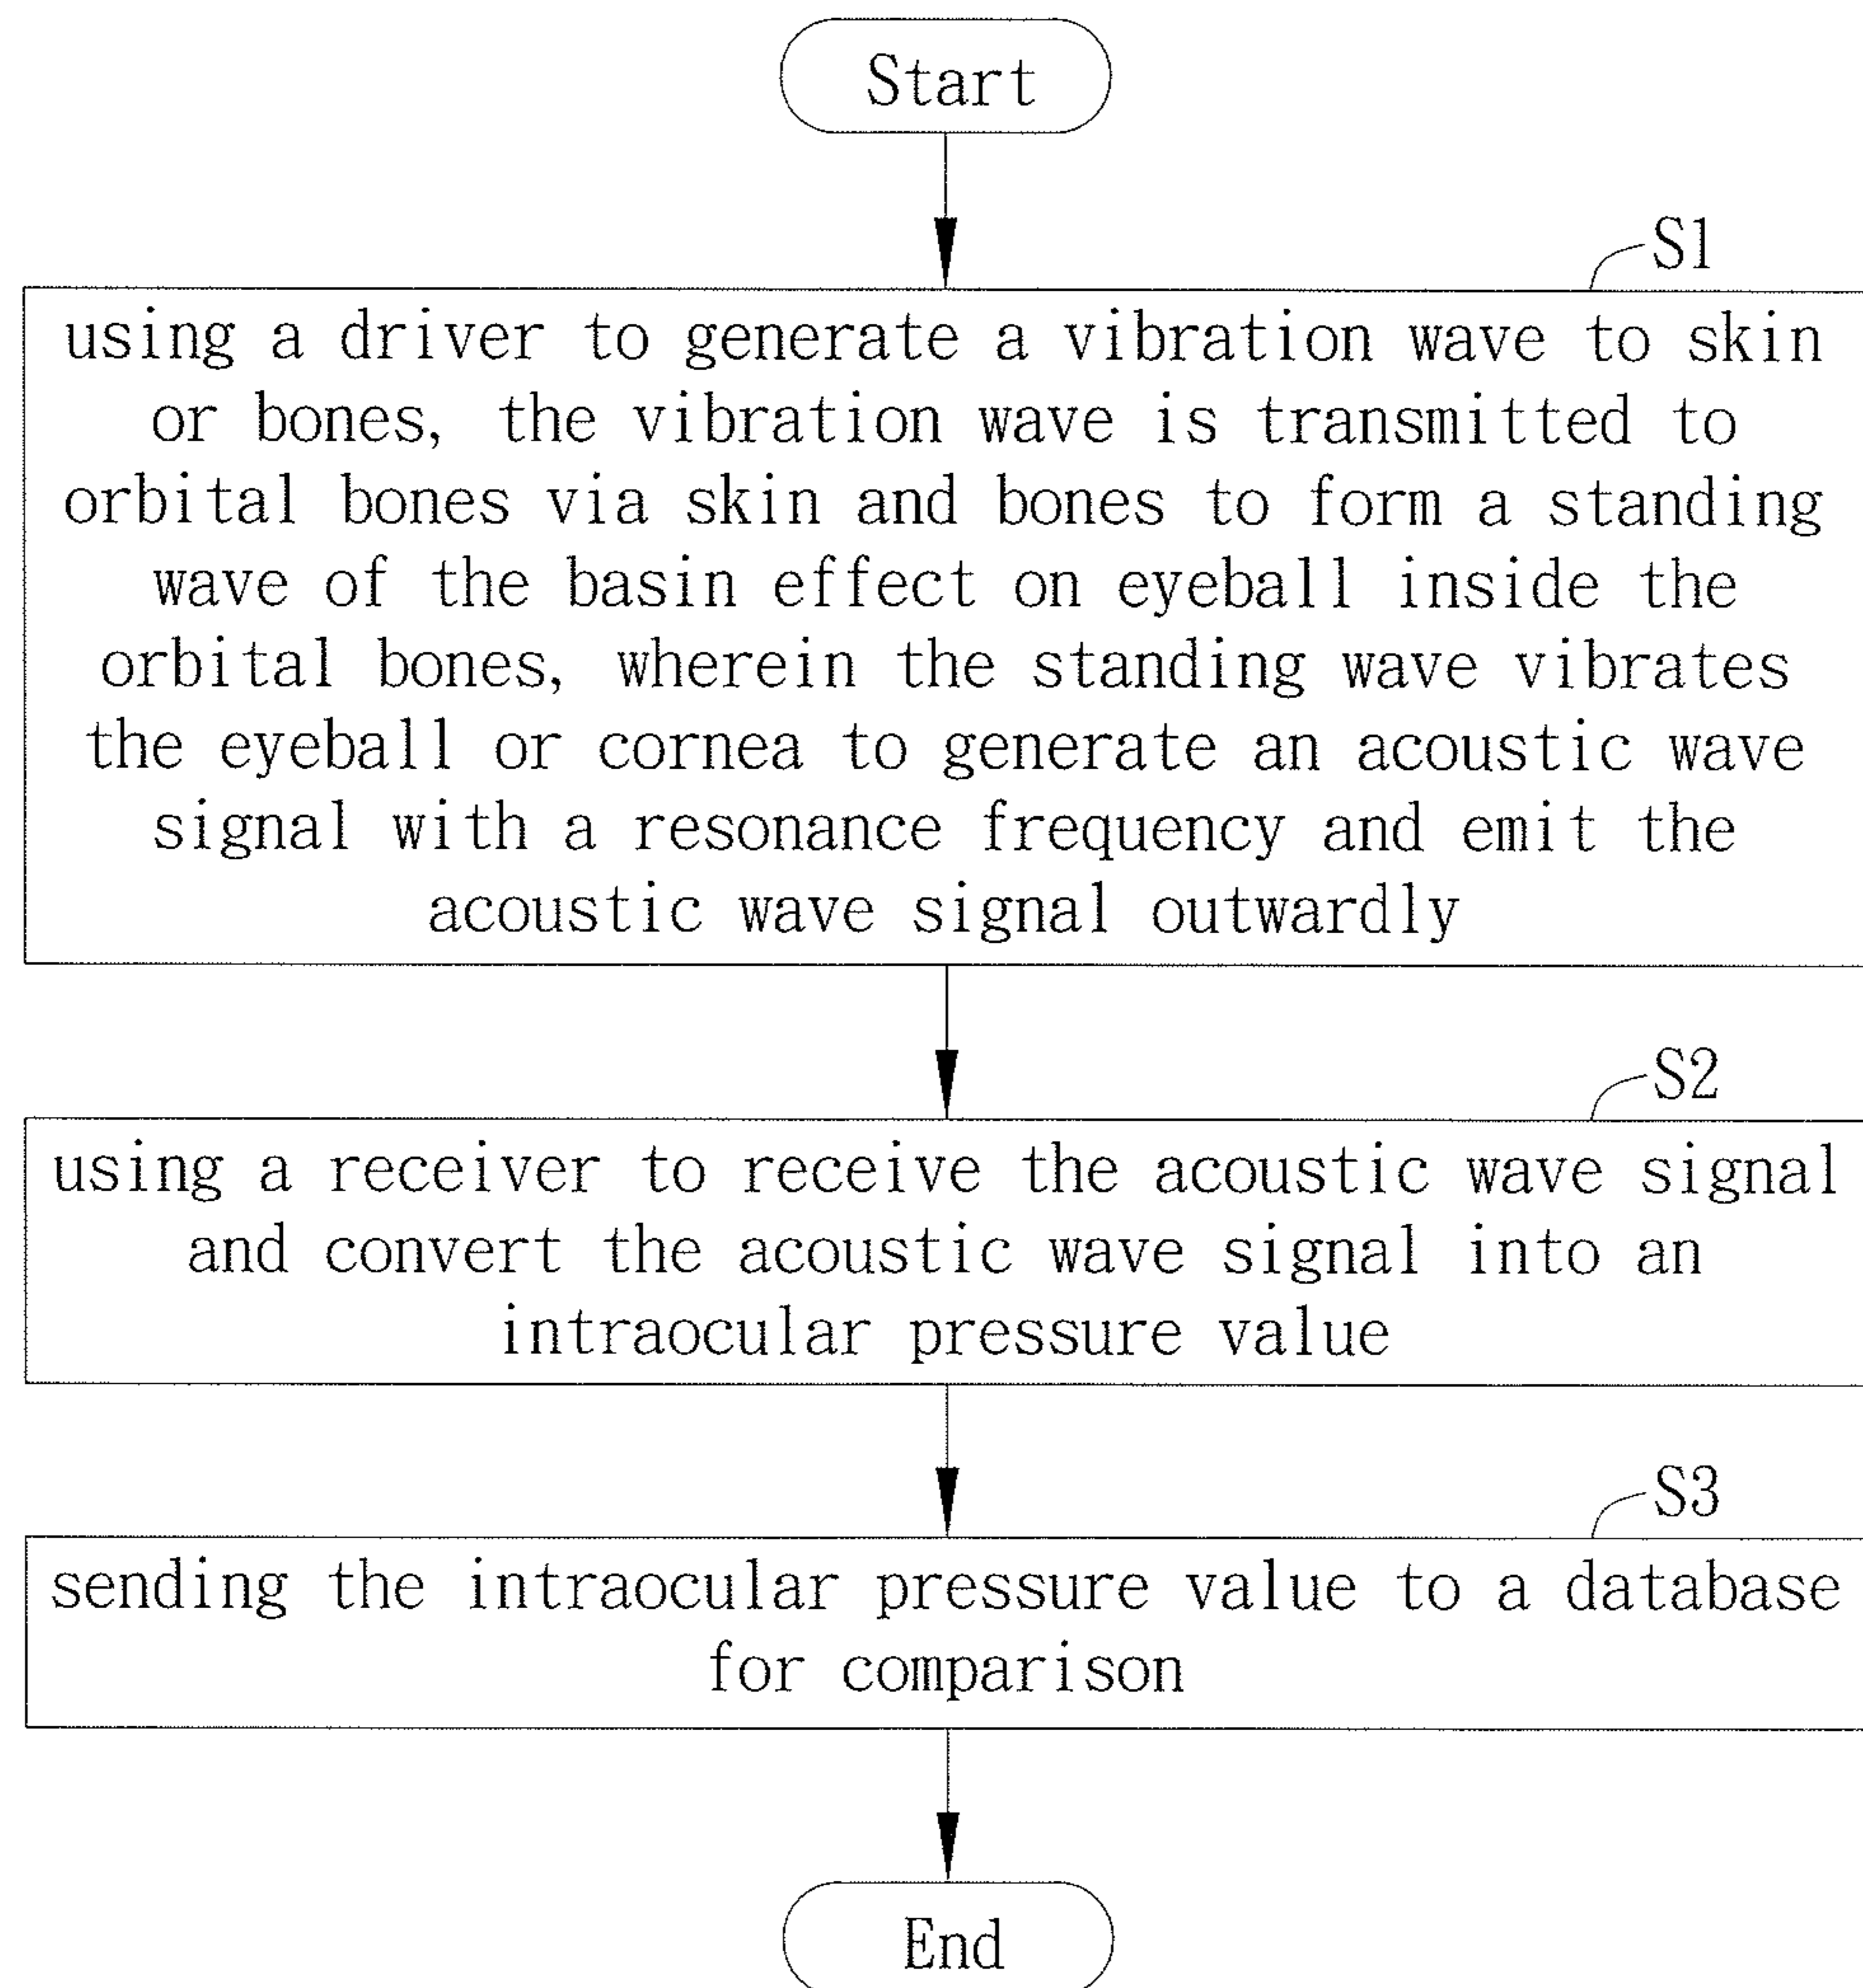 Start
S1
using a driver to generate a vibration wave to skin
or bones, the vibration wave is transmitted to
orbital bones via skin and bones to form a standing
wave of the basin effect on eyeball inside the
orbital bones, wherein the standing wave vibrates
the eyeball or cornea to generate an acoustic wave
signal with a resonance frequency and emit the
acoustic wave signal outwardly
S2
using a receiver to receive the acoustic wave signal
and convert the acoustic wave signal into an
intraocular pressure value
S3
sending the intraocular pressure value to a database
for comparison
End